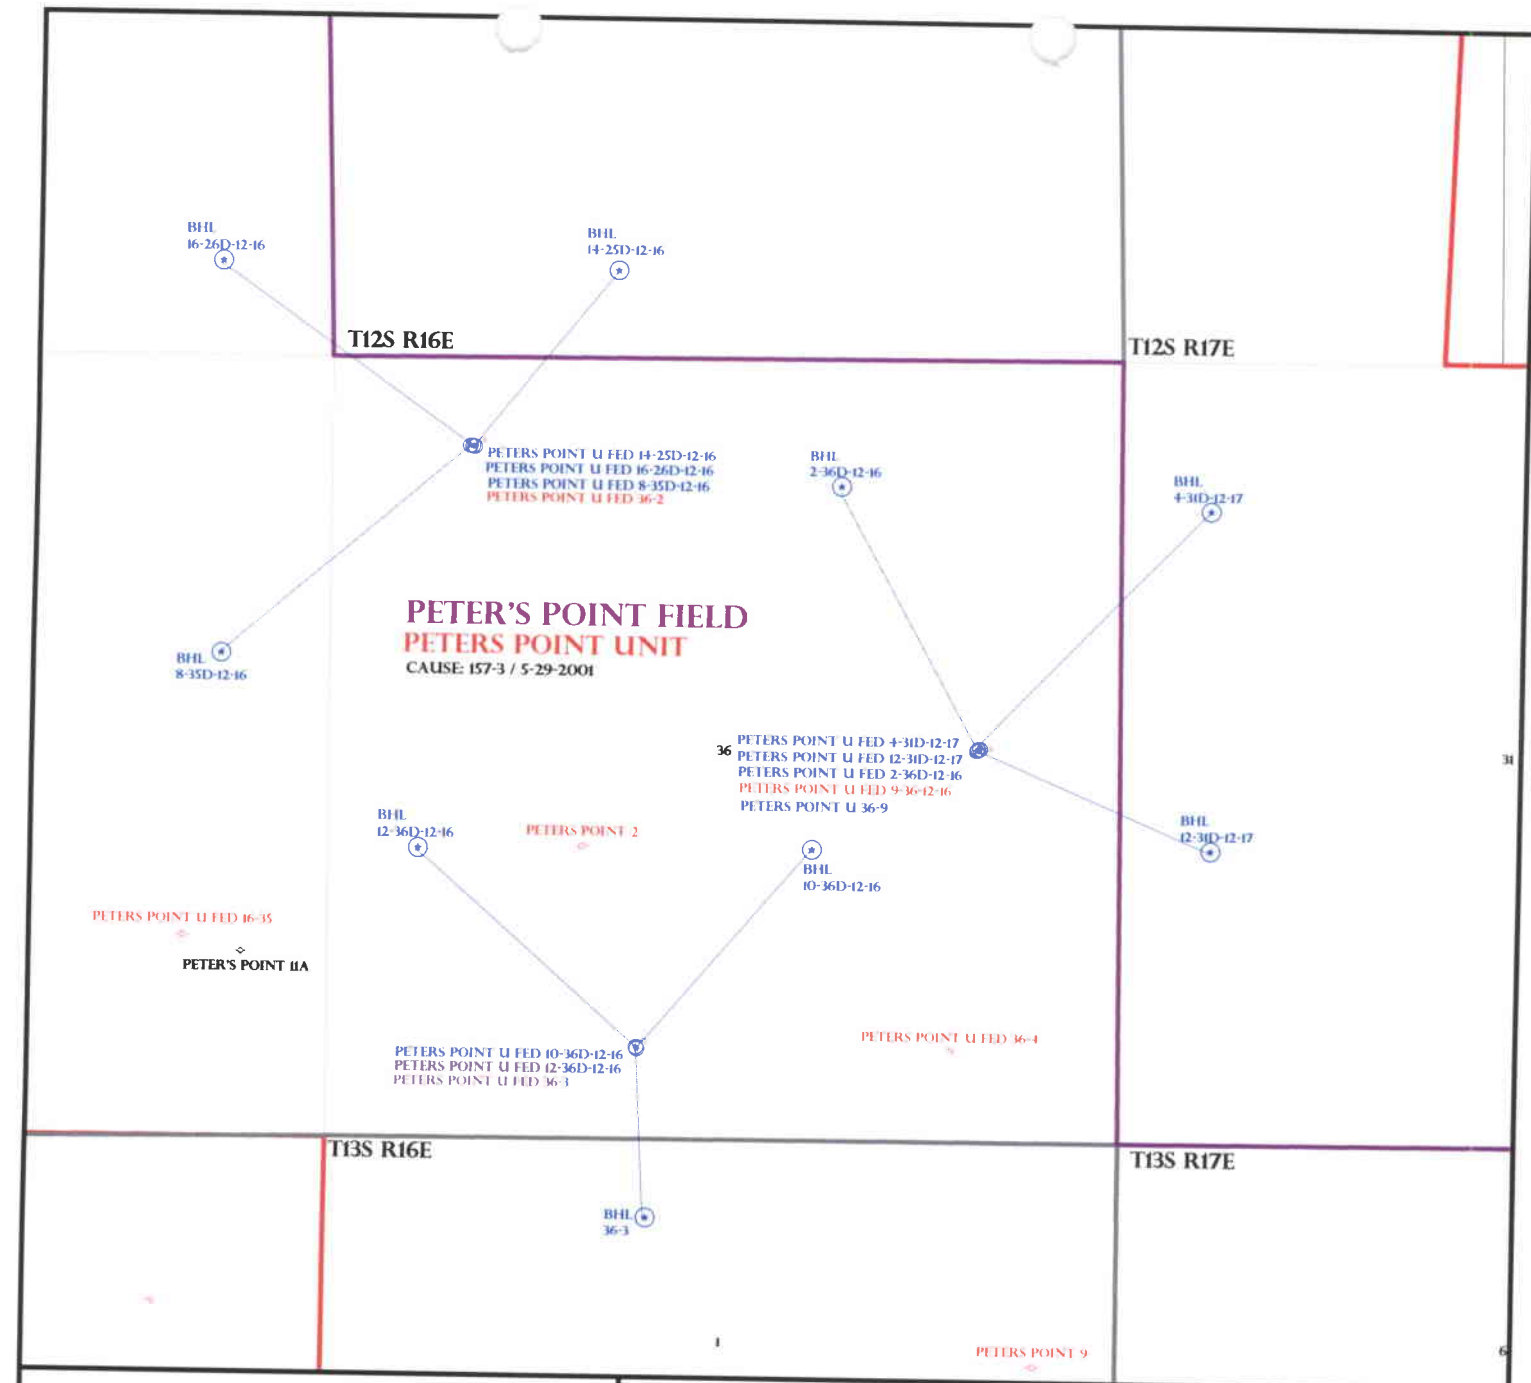 BHL
16-26D-12-16
BHL
14-25D-12-16
T12S R16E
T12S R17E
PETERS POINT U FED 14-25D-12-16
PETERS POINT U FED 16-26D-12-16
PETERS POINT U FED 8-35D-12-16
PETERS POINT U FED 36-2
BHL
2-36D-12-16
BHL
4-31D-12-17
PETER'S POINT FIELD
PETERS POINT UNIT
CAUSE: 157-3 / 5-29-2001
BHL
8-35D-12-16
36
PETERS POINT U FED 4-31D-12-17
PETERS POINT U FED 12-31D-12-17
PETERS POINT U FED 2-36D-12-16
PETERS POINT U FED 9-36-12-16
PETERS POINT U 36-9
31
BHL
12-36D-12-16
PETERS POINT 2
BHL
10-36D-12-16
BHL
12-31D-12-17
PETERS POINT U FED 16-35
PETER'S POINT 11A
PETERS POINT U FED 10-36D-12-16
PETERS POINT U FED 12-36D-12-16
PETERS POINT U FED 36-3
PETERS POINT U FED 36-4
T13S R16E
T13S R17E
BHL
36-3
1
PETERS POINT 9
6